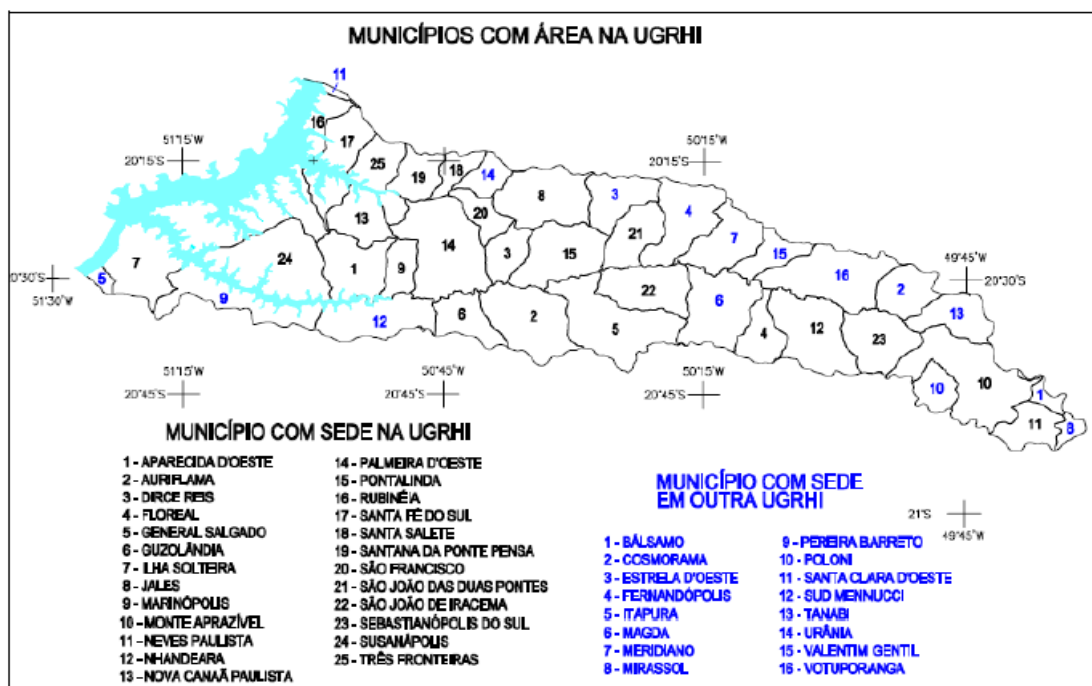 MUNICÍPIOS COM ÁREA NA UGRHI
11
51°15'W
20°15'S
50°15'W
20°15'S
16
17
25
19
18
14
8
3
4
13
20
14
21
7
15
16
49°45'W
20°30'S
7
5
0°30'S
51°30'W
24
9
1
9
3
15
22
6
2
13
12
6
2
5
4
12
23
51°15'W
20°45'S
50°45'W
20°45'S
50°15'W
20°45'S
10
10
1
11
8
MUNICÍPIO COM SEDE NA UGRHI
1 - APARECIDA D'OESTE
2 - AURIFLAMA
3 - DIRCE REIS
4 - FLOREAL
5 - GENERAL SALGADO
6 - GUZOLÂNDIA
7 - ILHA SOLTEIRA
8 - JALES
9 - MARINÓPOLIS
10 - MONTE APRAZÍVEL
11 - NEVES PAULISTA
12 - NHANDEARA
13 - NOVA CANAÃ PAULISTA
14 - PALMEIRA D'OESTE
15 - PONTALINDA
16 - RUBINÉIA
17 - SANTA FÉ DO SUL
18 - SANTA SALETE
19 - SANTANA DA PONTE PENSA
20 - SÃO FRANCISCO
21 - SÃO JOÃO DAS DUAS PONTES
22 - SÃO JOÃO DE IRACEMA
23 - SEBASTIANÓPOLIS DO SUL
24 - SUSANÁPOLIS
25 - TRÊS FRONTEIRAS
MUNICÍPIO COM SEDE
EM OUTRA UGRHI
21°S
49°45'W
1 - BÁLSAMO
2 - COSMORAMA
3 - ESTRELA D'OESTE
4 - FERNANDÓPOLIS
5 - ITAPURA
6 - MAGDA
7 - MERIDIANO
8 - MIRASSOL
9 - PEREIRA BARRETO
10 - POLONI
11 - SANTA CLARA D'OESTE
12 - SUD MENNUCCI
13 - TANABI
14 - URÂNIA
15 - VALENTIM GENTIL
16 - VOTUPORANGA